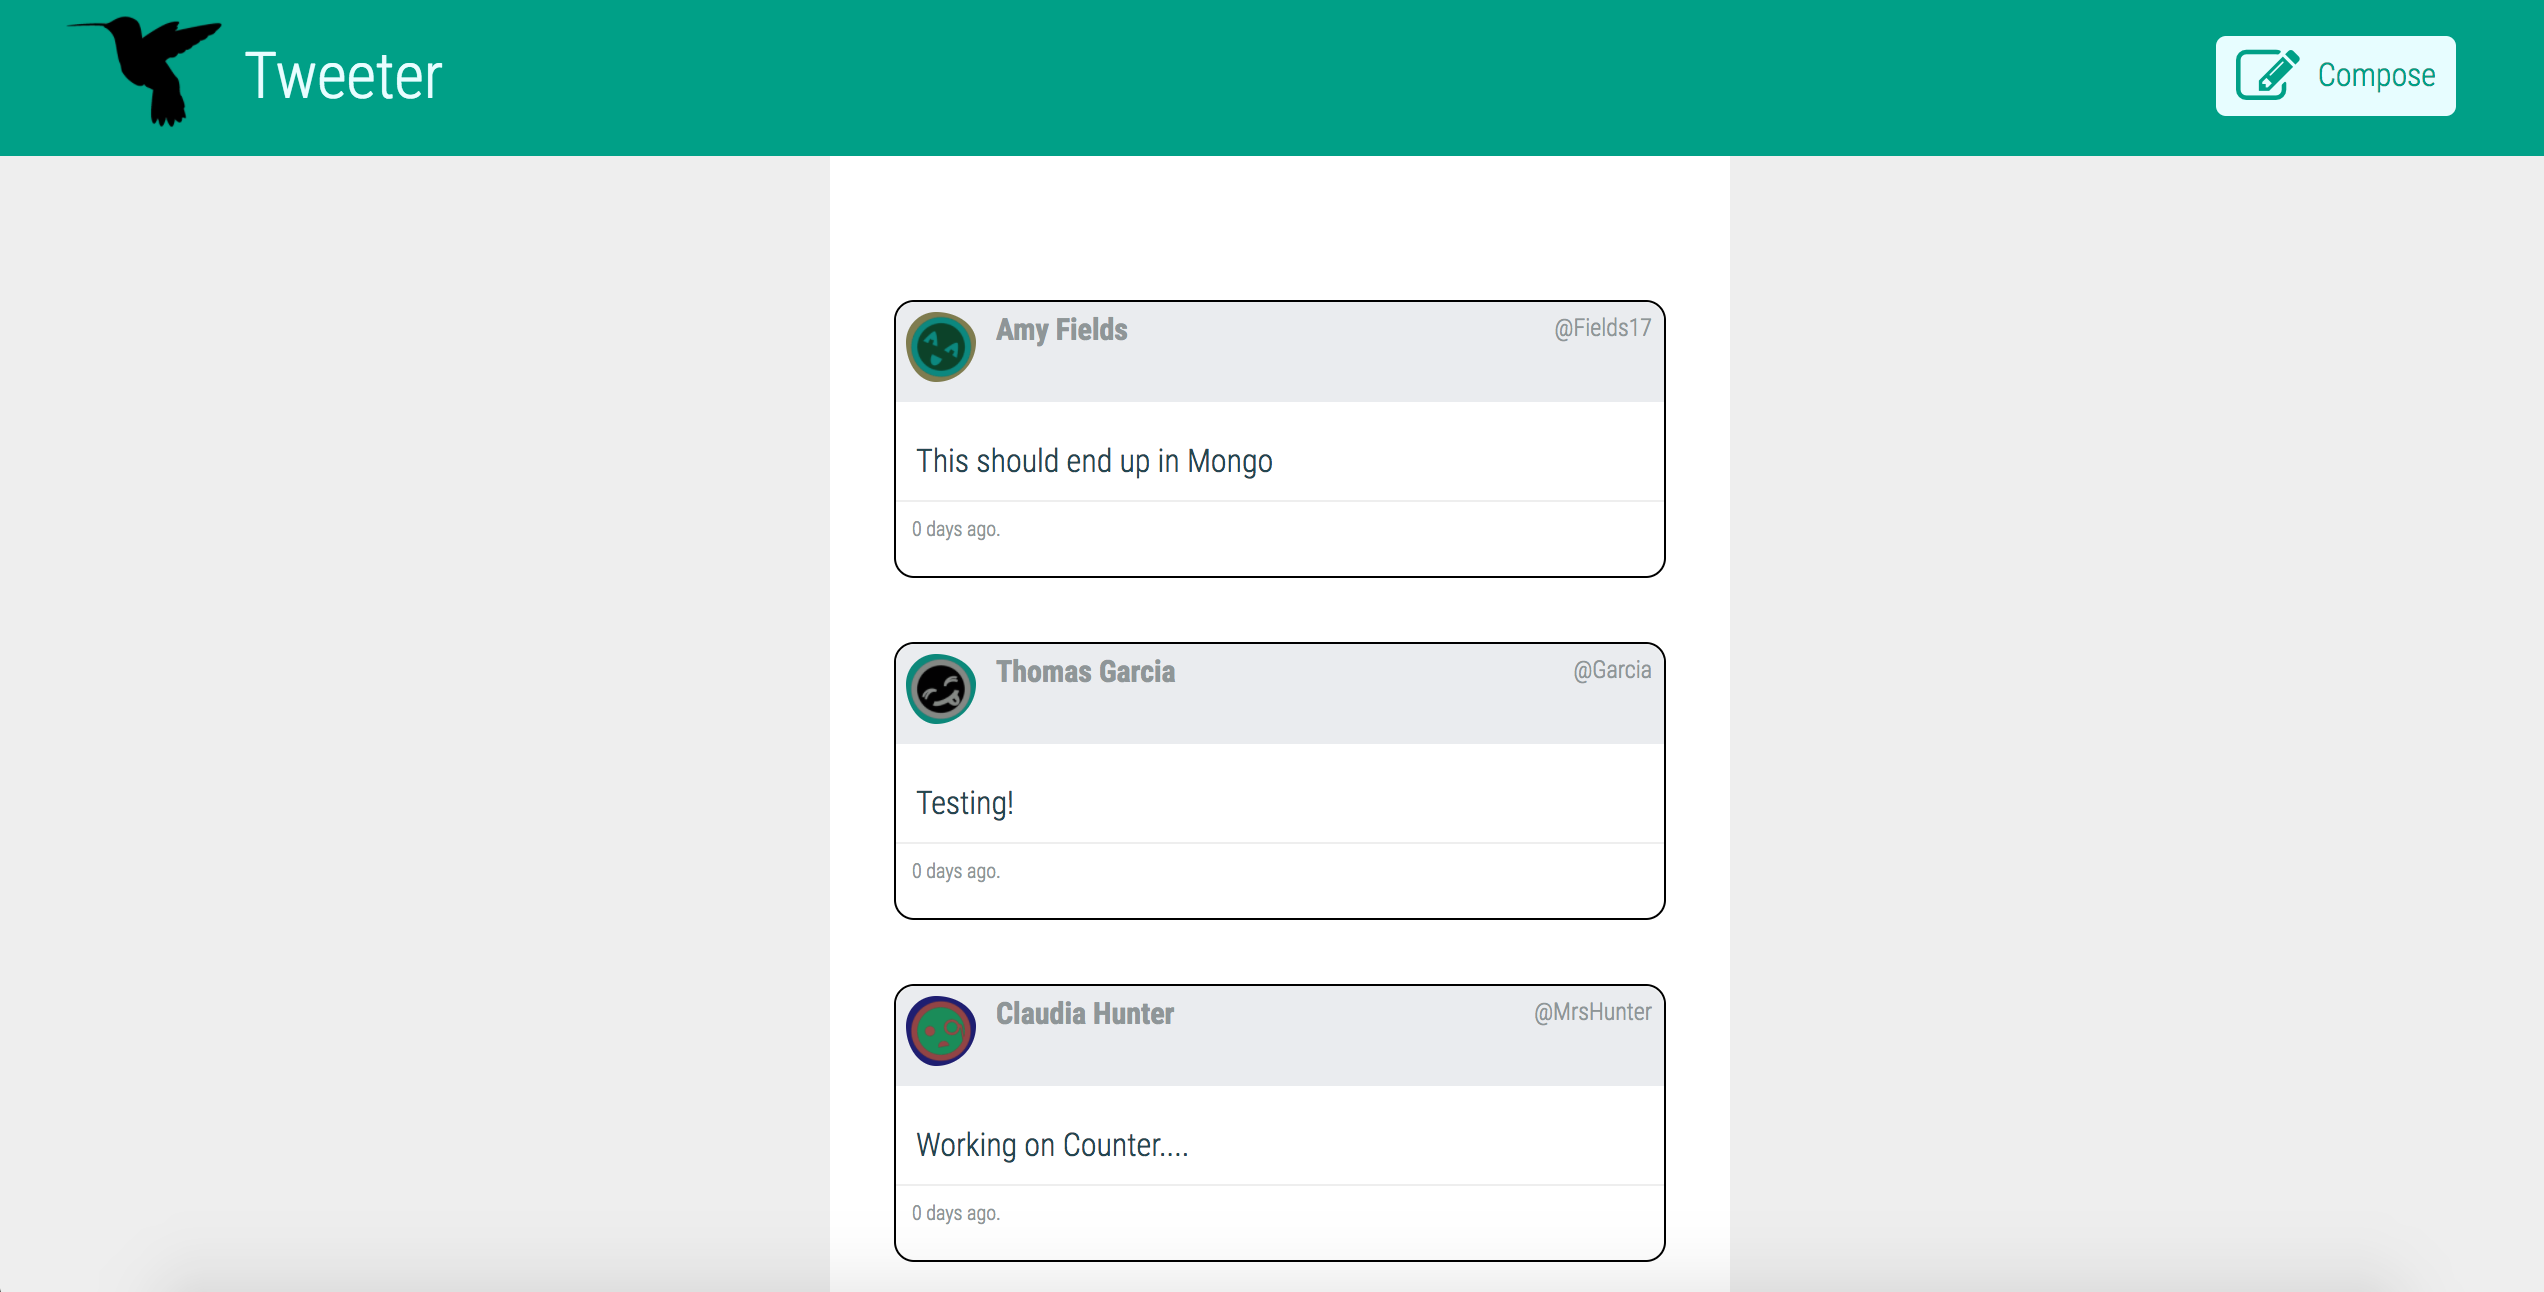 Tweeter
Compose
Amy Fields @Fields17
This should end up in Mongo
0 days ago.
Thomas Garcia @Garcia
Testing!
0 days ago.
Claudia Hunter @MrsHunter
Working on Counter....
0 days ago.